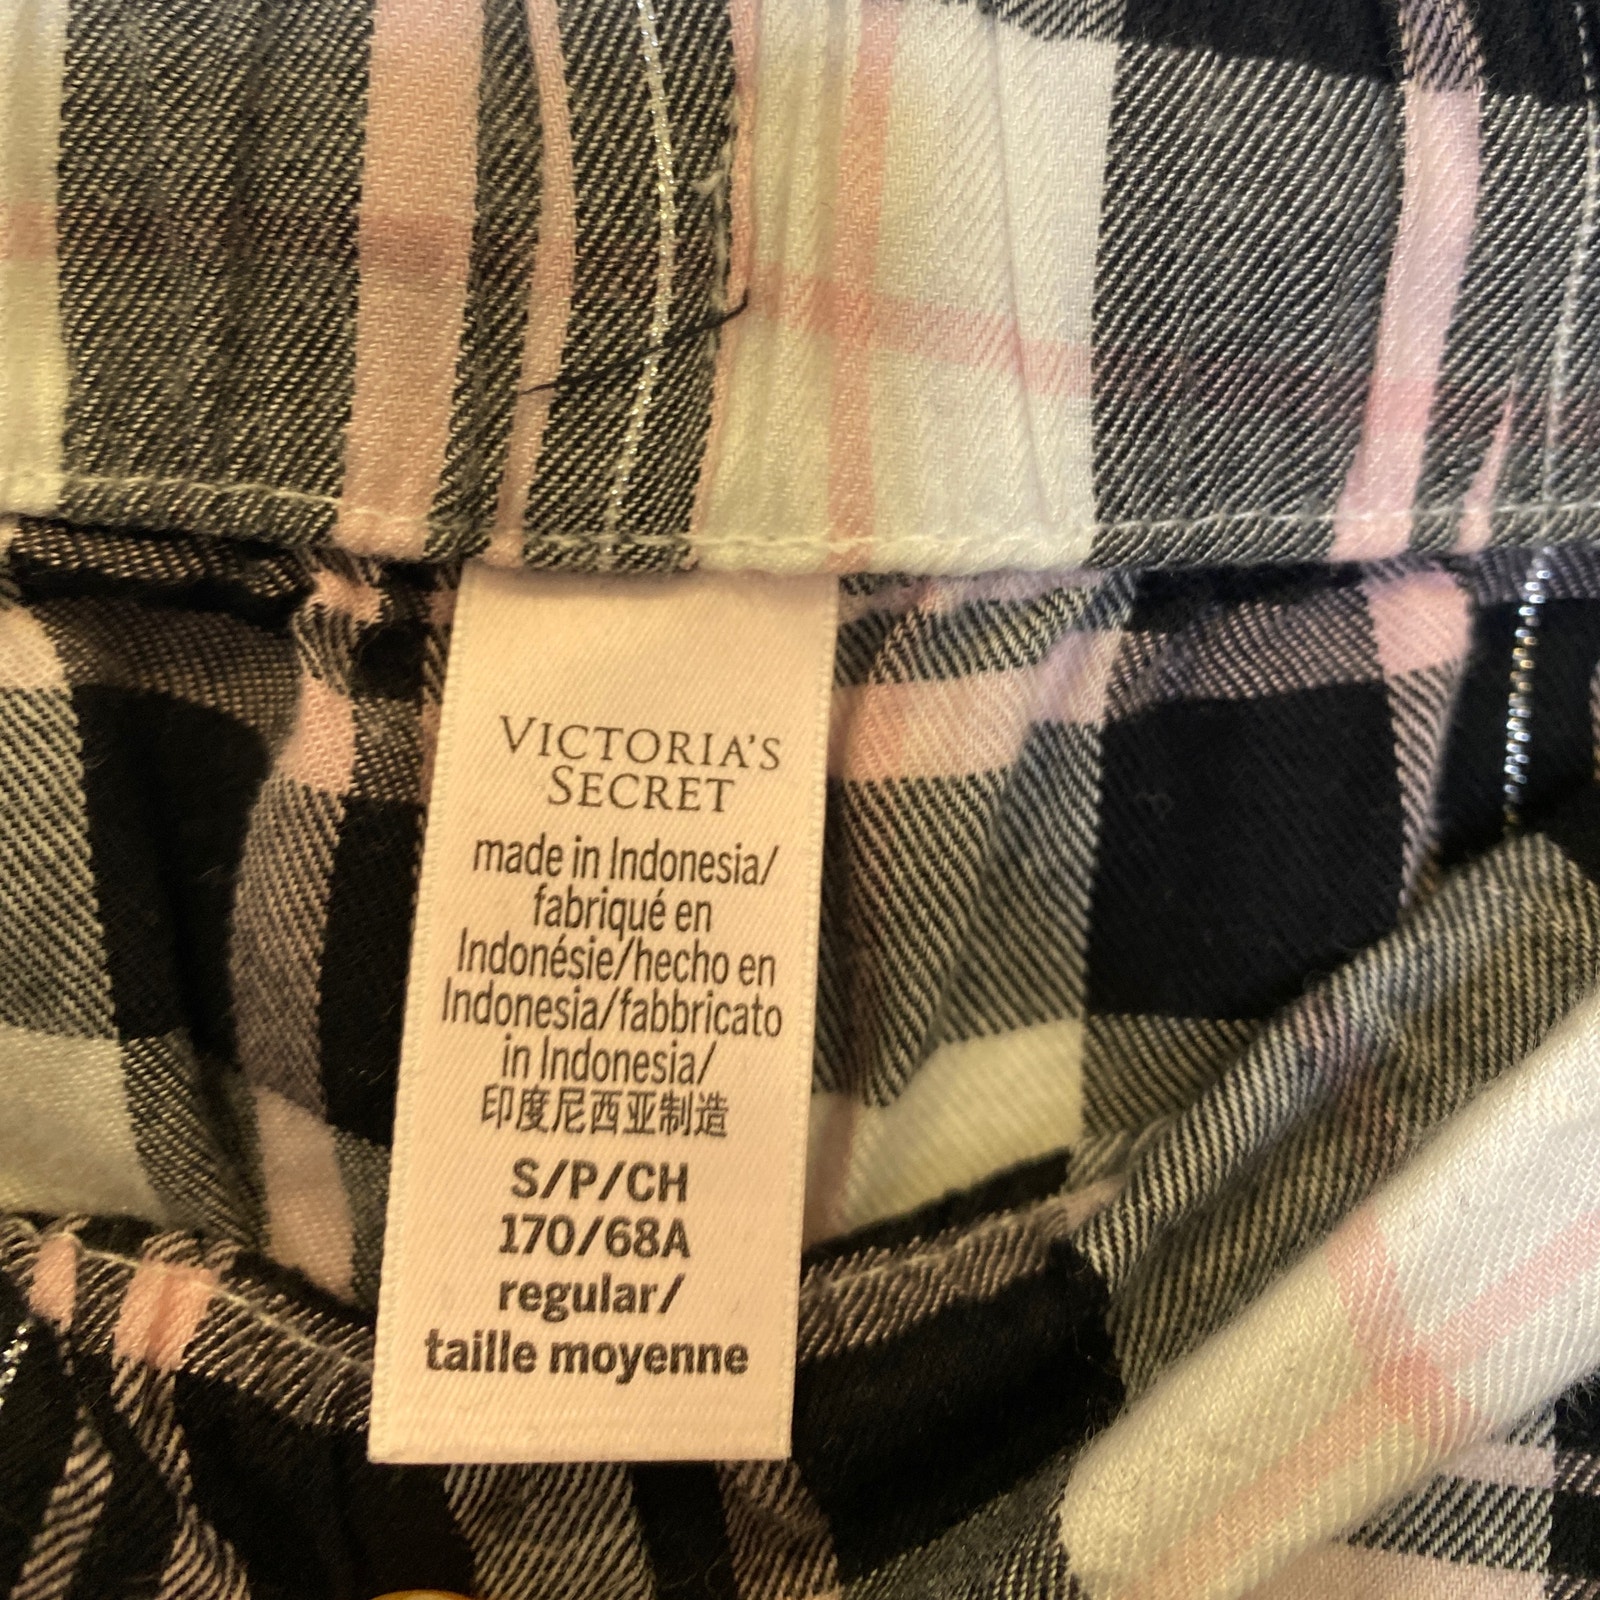 VICTORIA'S
SECRET
made in Indonesia/
fabriqué en
Indonésie/hecho en
Indonesia/fabbricato
in Indonesia/
印度尼西亚制造
S/P/CH
170/68A
regular/
taille moyenne